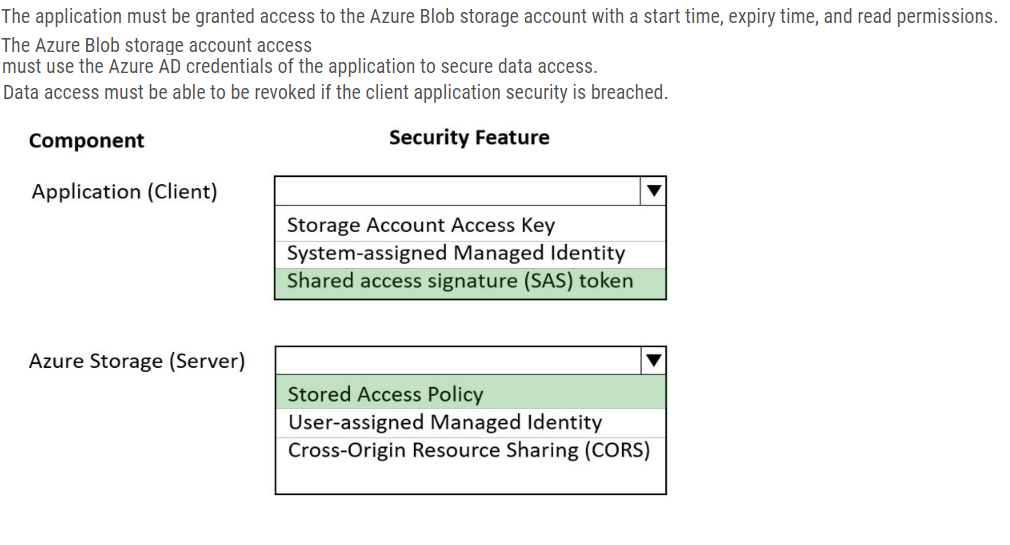 The application must be granted access to the Azure Blob storage account with a start time, expiry time, and read permissions.
The Azure Blob storage account access
must use the Azure AD credentials of the application to secure data access.
Data access must be able to be revoked if the client application security is breached.
Component
Security Feature
Application (Client)
Storage Account Access Key
System-assigned Managed Identity
Shared access signature (SAS) token
Azure Storage (Server)
Stored Access Policy
User-assigned Managed Identity
Cross-Origin Resource Sharing (CORS)